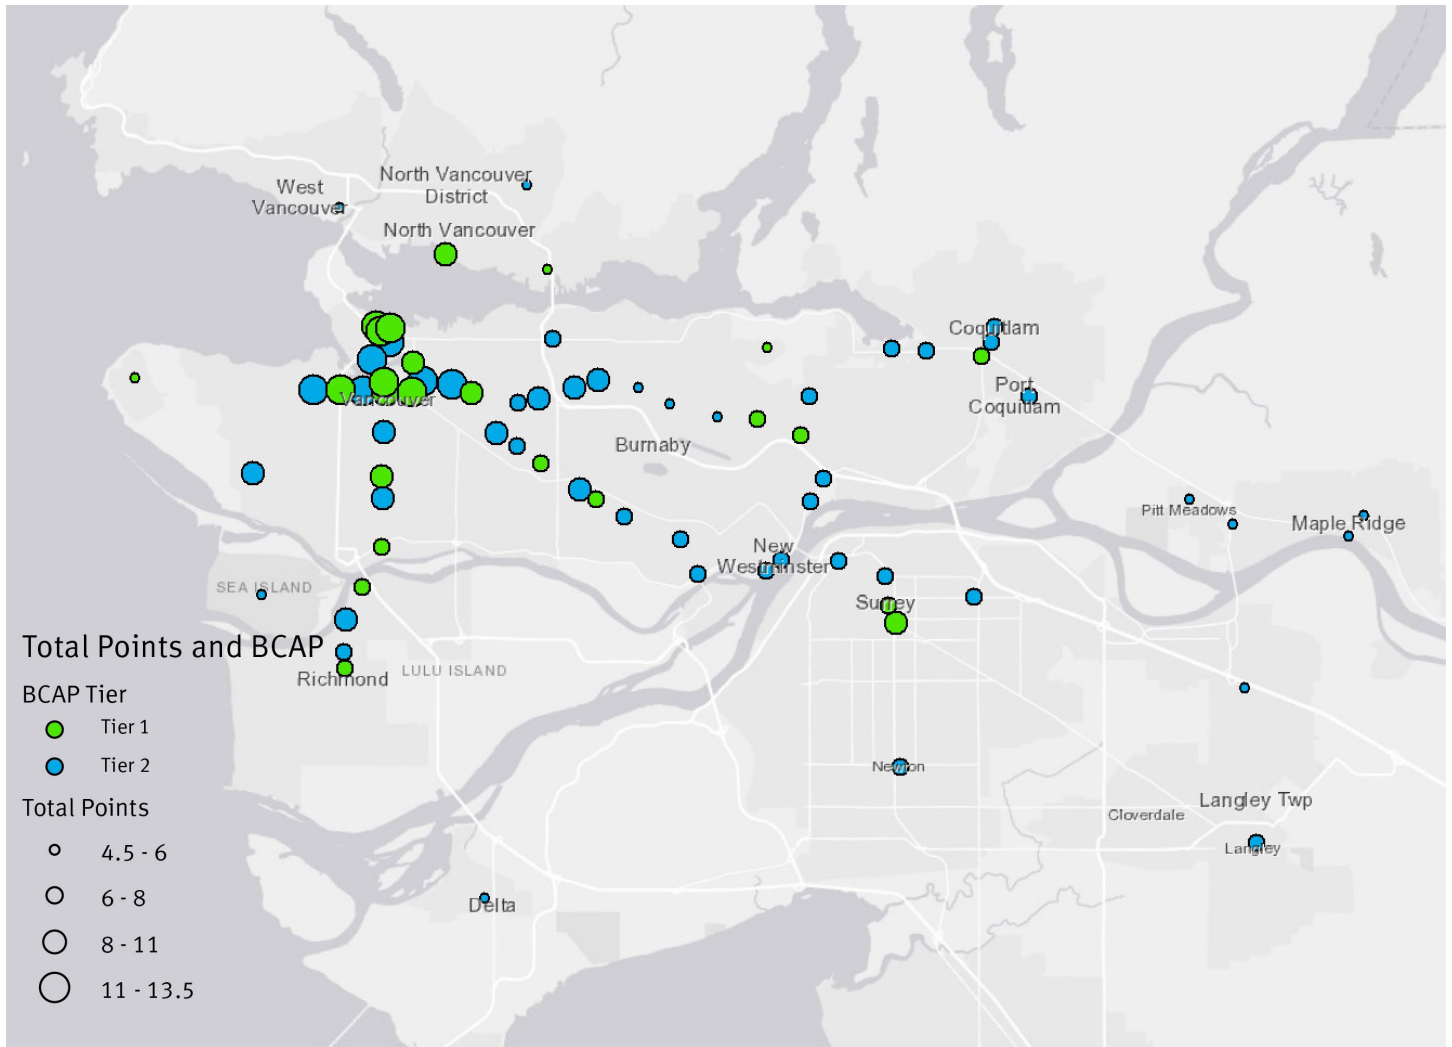 North Vancouver
District
West
Vancouver
North Vancouver
Coquitlam
Port
Coquitlam
Vancouver
Burnaby
Pitt Meadows
Maple Ridge
New
Westminster
SEA ISLAND
Surrey
Total Points and BCAP
LULU ISLAND
Richmond
BCAP Tier
Tier 1
Tier 2
Newton
Total Points
Langley Twp
Cloverdale
4.5 - 6
Langley
6 - 8
Delta
8 - 11
11 - 13.5